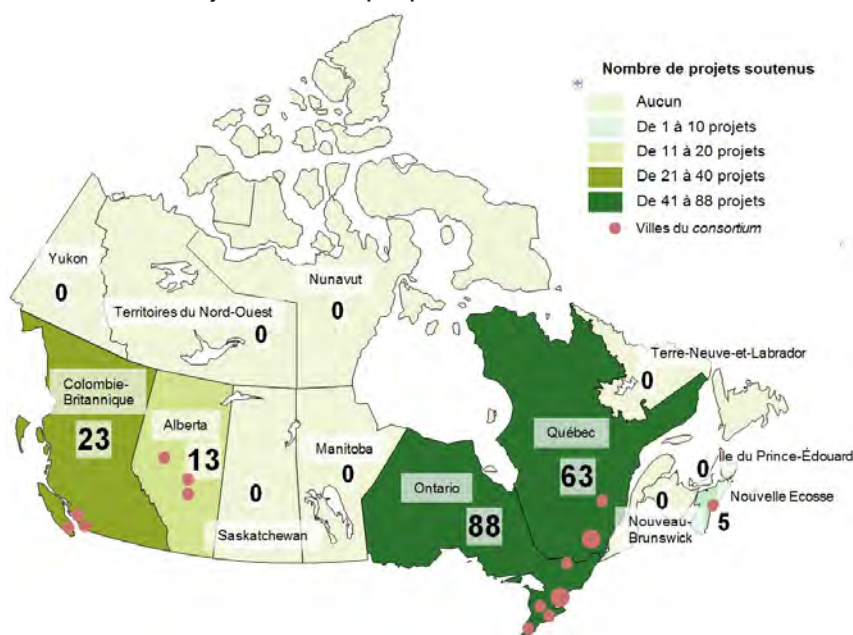 Nombre de projets soutenus
Aucun
De 1 à 10 projets
De 11 à 20 projets
De 21 à 40 projets
De 41 à 88 projets
Villes du consortium
Yukon
0
Territoires du Nord-Ouest
0
Nunavut
0
Colombie-
Britannique
23
Alberta
13
Saskatchewan
0
Manitoba
0
Ontario
88
Québec
63
Terre-Neuve-et-Labrador
0
Île du Prince-Édouard
0
Nouvelle Ecosse
5
Nouveau-
Brunswick
0